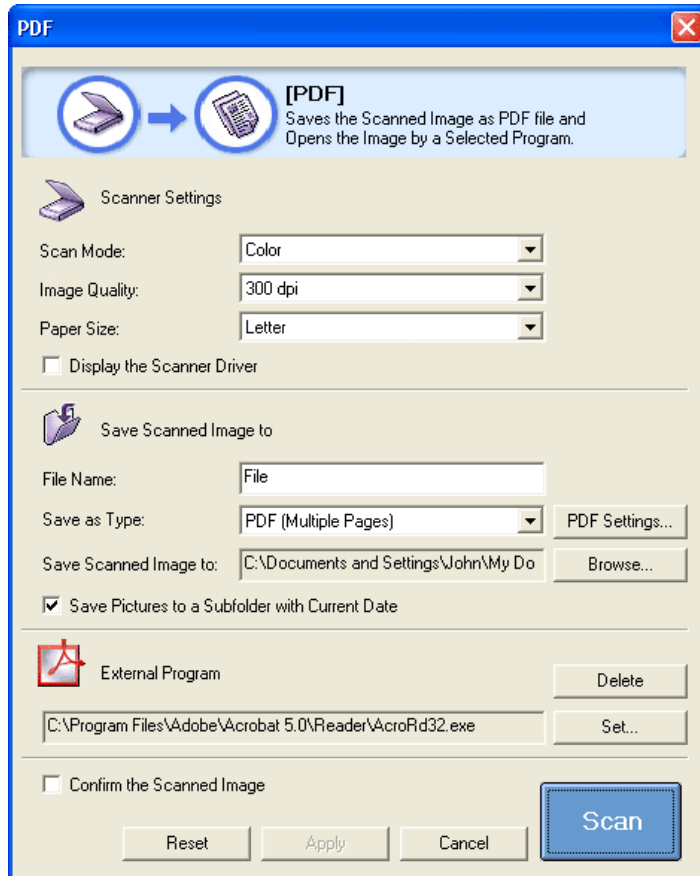 PDF
[PDF]
Saves the Scanned Image as PDF file and
Opens the Image by a Selected Program.
Scanner Settings
Scan Mode: Color
Image Quality: 300 dpi
Paper Size: Letter
Display the Scanner Driver
Save Scanned Image to
File Name: File
Save as Type: PDF (Multiple Pages) PDF Settings...
Save Scanned Image to: C:\Documents and Settings\John\My Do Browse...
Save Pictures to a Subfolder with Current Date
External Program Delete
C:\Program Files\Adobe\Acrobat 5.0\Reader\AcroRd32.exe Set...
Confirm the Scanned Image
Scan
Reset Apply Cancel